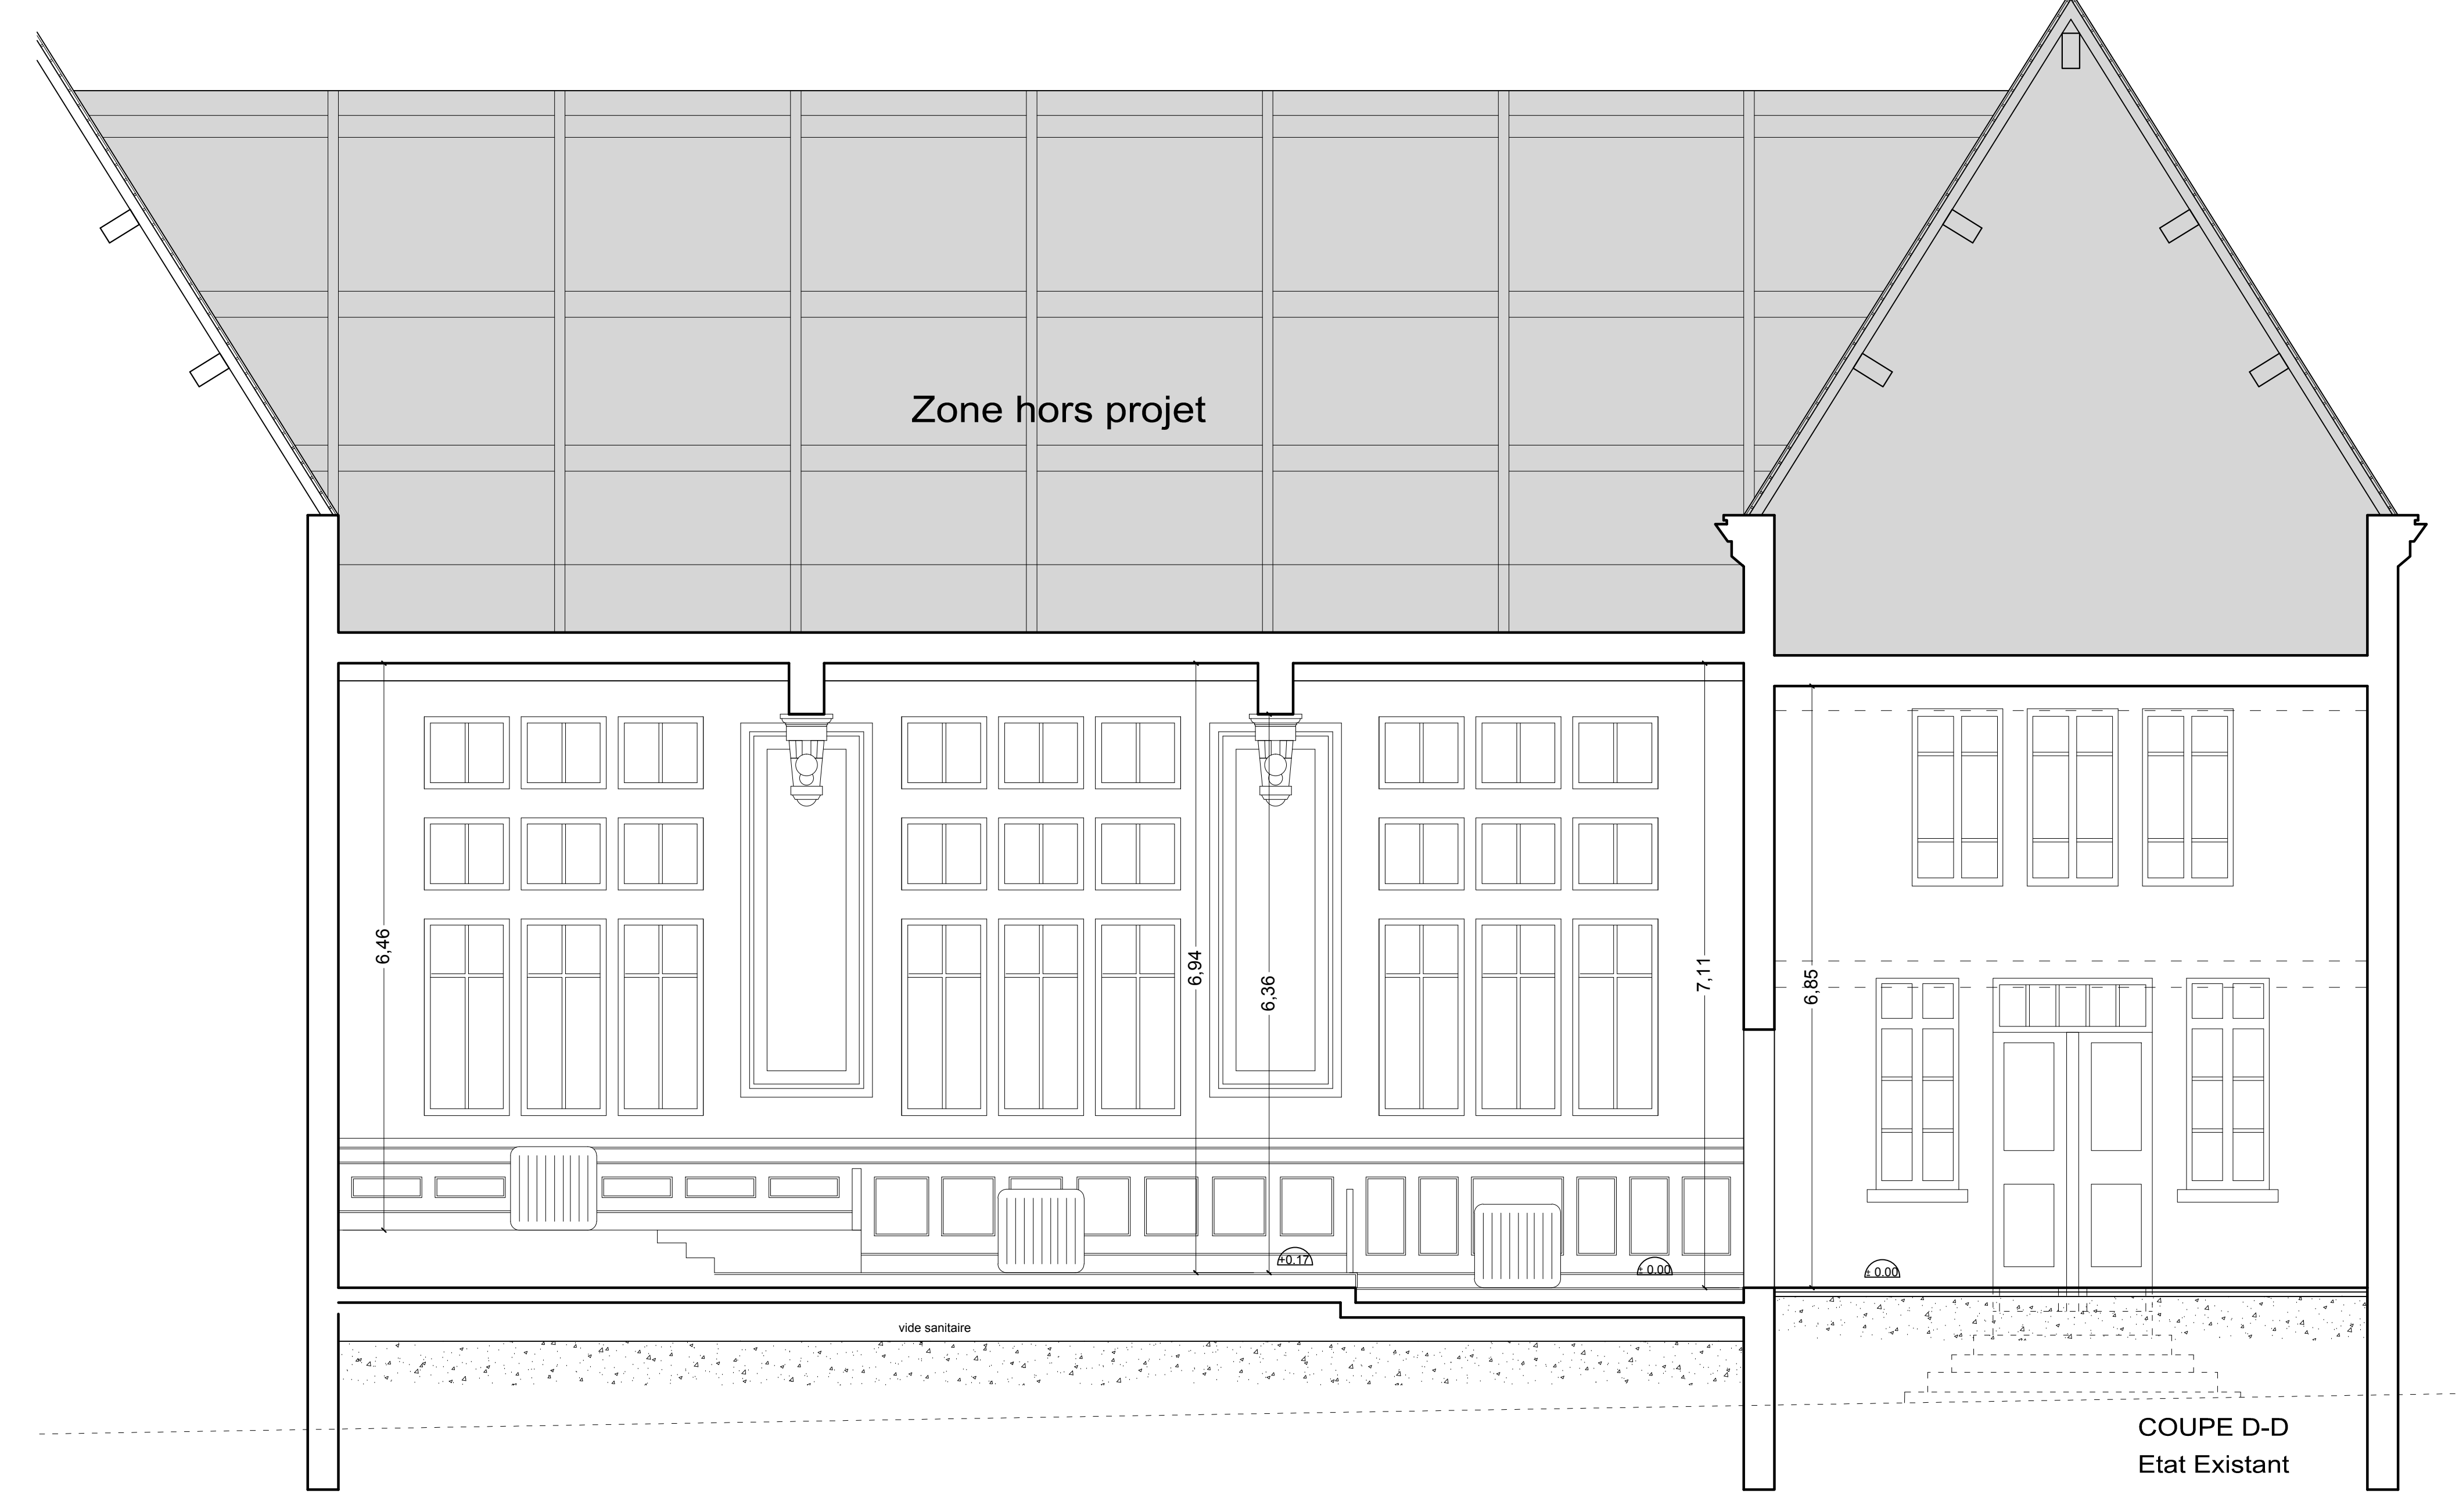 Zone hors projet
6,46
6,94
6,36
7,11
6,85
+0.17
± 0.00
± 0.00
vide sanitaire
COUPE D-D
Etat Existant